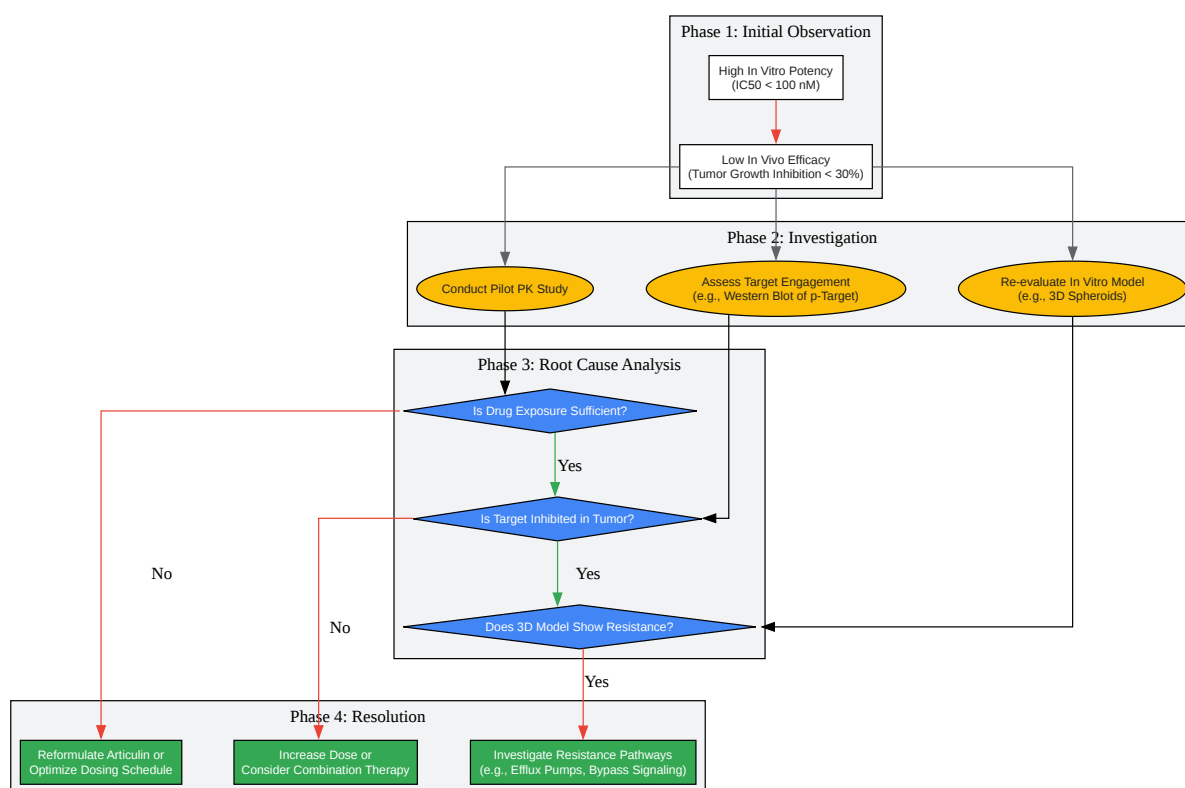 Phase 1: Initial Observation
High In Vitro Potency
(IC50 < 100 nM)
Low In Vivo Efficacy
(Tumor Growth Inhibition < 30%)
Phase 2: Investigation
Conduct Pilot PK Study
Assess Target Engagement
(e.g., Western Blot of p-Target)
Re-evaluate In Vitro Model
(e.g., 3D Spheroids)
Phase 3: Root Cause Analysis
Is Drug Exposure Sufficient?
Yes
Is Target Inhibited in Tumor?
No
Yes
No
Does 3D Model Show Resistance?
Yes
Phase 4: Resolution
Reformulate Articulin or
Optimize Dosing Schedule
Increase Dose or
Consider Combination Therapy
Investigate Resistance Pathways
(e.g., Efflux Pumps, Bypass Signaling)